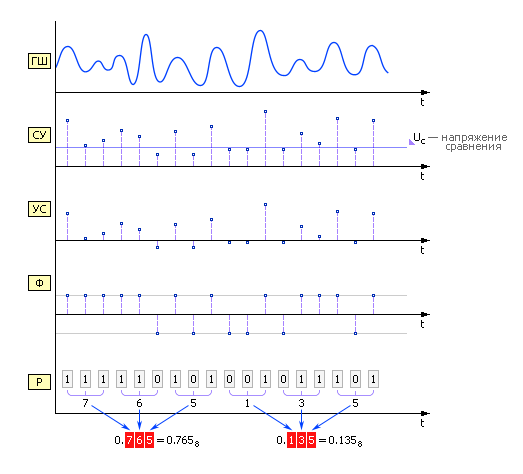 ГШ
t
СУ
Uс — напряжение
сравнения
t
УС
t
Ф
t
Р
1 1 1 1 1 0 1 0 1 0 0 1 0 1 1 1 0 1
7 6 5 1 3 5
t
0.765=0.765₈ 0.135=0.135₈